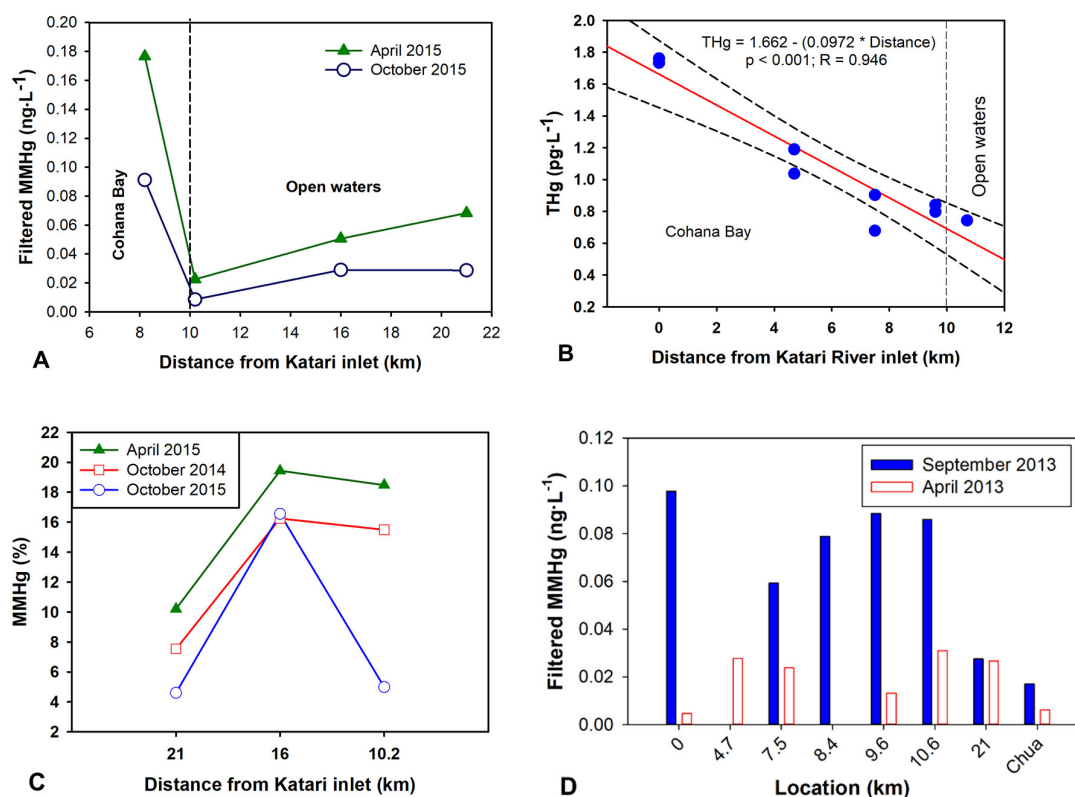 0.20
0.18
0.16
0.14
0.12
0.10
0.08
0.06
0.04
0.02
0.00
Filtered MMHg (ng·L-1)
April 2015
October 2015
Cohana Bay
Open waters
6 8 10 12 14 16 18 20 22
Distance from Katari inlet (km)
A
2.0
1.8
1.6
1.4
1.2
1.0
0.8
0.6
0.4
0.2
THg (pg·L-1)
THg = 1.662 - (0.0972 * Distance)
p < 0.001; R = 0.946
Cohana Bay
Open waters
0 2 4 6 8 10 12
Distance from Katari River inlet (km)
B
22
20
18
16
14
12
10
8
6
4
2
MMHg (%)
April 2015
October 2014
October 2015
21 16 10.2
Distance from Katari inlet (km)
C
0.12
0.10
0.08
0.06
0.04
0.02
0.00
Filtered MMHg (ng·L-1)
September 2013
April 2013
0 4.7 7.5 8.4 9.6 10.6 21 Chua
Location (km)
D